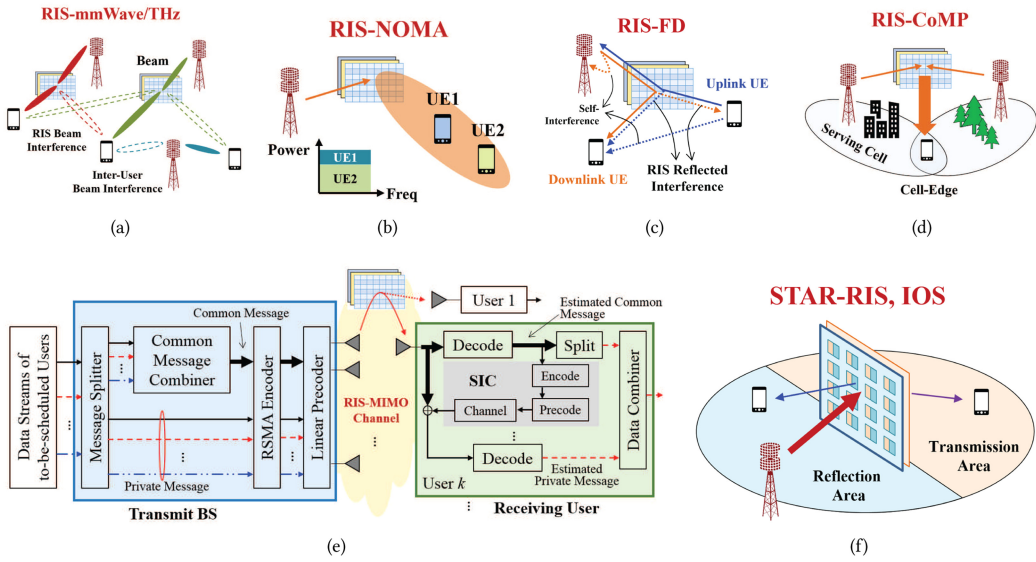 RIS-mmWave/THz
Beam
RIS Beam
Interference
Inter-User
Beam Interference
(a)
RIS-NOMA
UE1
UE2
Power
UE1
UE2
Freq
(b)
RIS-FD
Uplink UE
Self-
Interference
Downlink UE
RIS Reflected
Interference
(c)
RIS-CoMP
Serving Cell
Cell-Edge
(d)
Data Streams of
to-be-scheduled Users
...
Message Splitter
...
Common
Message
Combiner
Common Message
...
Private Message
RSMA Encoder
...
Linear Precoder
...
Transmit BS
RIS-MIMO
Channel
...
User 1
Estimated Common
Message
Decode
Split
SIC
Encode
Channel
Precode
...
Decode
Estimated
Private Message
User k
Data Combiner
...
Receiving User
(e)
STAR-RIS, IOS
Transmission
Area
Reflection
Area
(f)